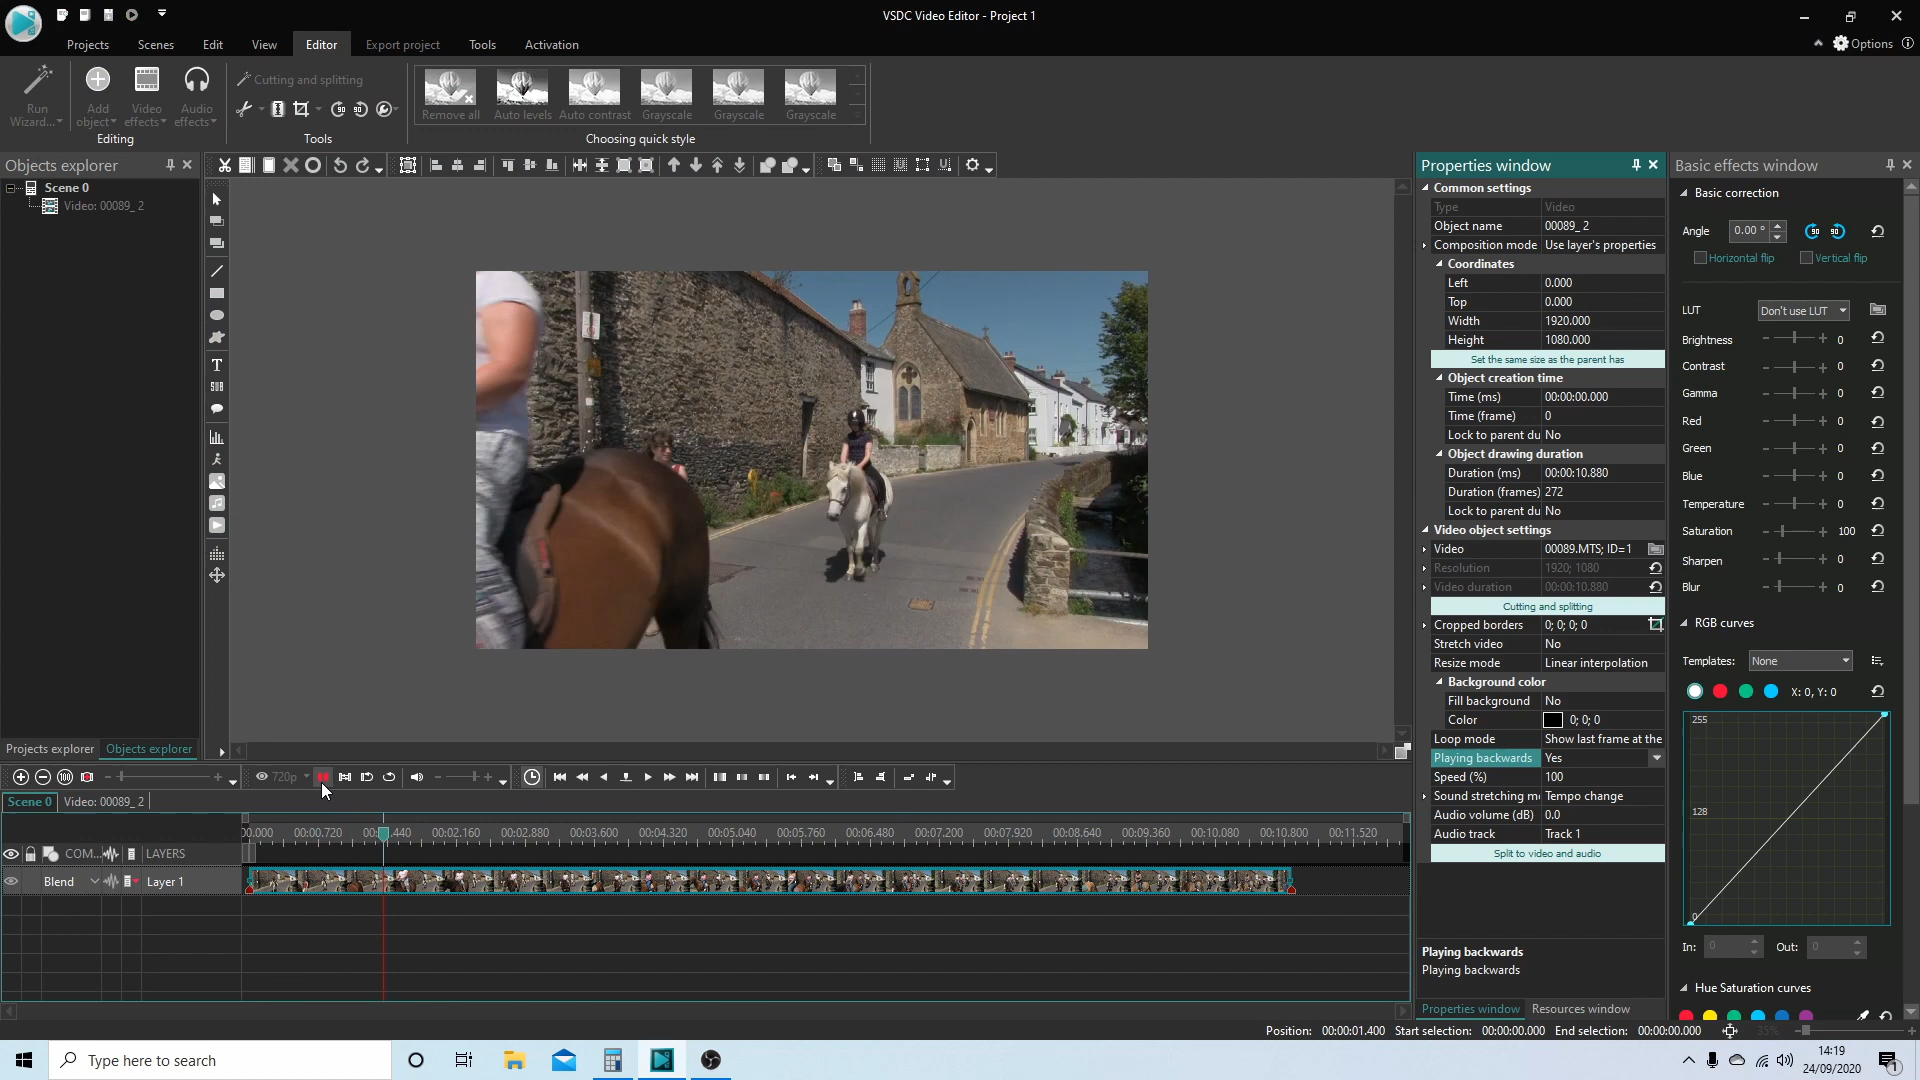 VSDC Video Editor - Project 1
Projects
Scenes
Edit
View
Editor
Export project
Tools
Activation
Options
Run
Wizard...
Add
object
Video
effects
Audio
effects
Editing
Cutting and splitting
Tools
Remove all
Auto levels
Auto contrast
Grayscale
Grayscale
Grayscale
Choosing quick style
Objects explorer
Scene 0
Video: 00089_ 2
Projects explorer
Objects explorer
Properties window
Common settings
Type Video
Object name 00089_ 2
Composition mode Use layer's properties
Coordinates
Left 0.000
Top 0.000
Width 1920.000
Height 1080.000
Set the same size as the parent has
Object creation time
Time (ms) 00:00:00.000
Time (frame) 0
Lock to parent du No
Object drawing duration
Duration (ms) 00:00:10.880
Duration (frames) 272
Lock to parent du No
Video object settings
Video 00089.MTS; ID=1
Resolution 1920; 1080
Video duration 00:00:10.880
Cutting and splitting
Cropped borders 0; 0; 0; 0
Stretch video No
Resize mode Linear interpolation
Background color
Fill background No
Color 0; 0; 0
Loop mode Show last frame at the
Playing backwards Yes
Speed (%) 100
Sound stretching m Tempo change
Audio volume (dB) 0.0
Audio track Track 1
Split to video and audio
Playing backwards
Playing backwards
Properties window
Resources window
Basic effects window
Basic correction
Angle 0.00 °
90
90
Horizontal flip
Vertical flip
LUT Don't use LUT
Brightness 0
Contrast 0
Gamma 0
Red 0
Green 0
Blue 0
Temperature 0
Saturation 100
Sharpen 0
Blur 0
RGB curves
Templates: None
X: 0, Y: 0
255
128
0
In: 0
Out: 0
Hue Saturation curves
720p
Scene 0
Video: 00089_ 2
00:00.720
00:02.160
00:02.880
00:03.600
00:04.320
00:05.040
00:05.760
00:06.480
00:07.200
00:07.920
00:08.640
00:09.360
00:10.080
00:10.800
00:11.520
COM...
LAYERS
Blend
Layer 1
Position: 00:00:01.400
Start selection: 00:00:00.000
End selection: 00:00:00.000
35%
Type here to search
14:19
24/09/2020
1